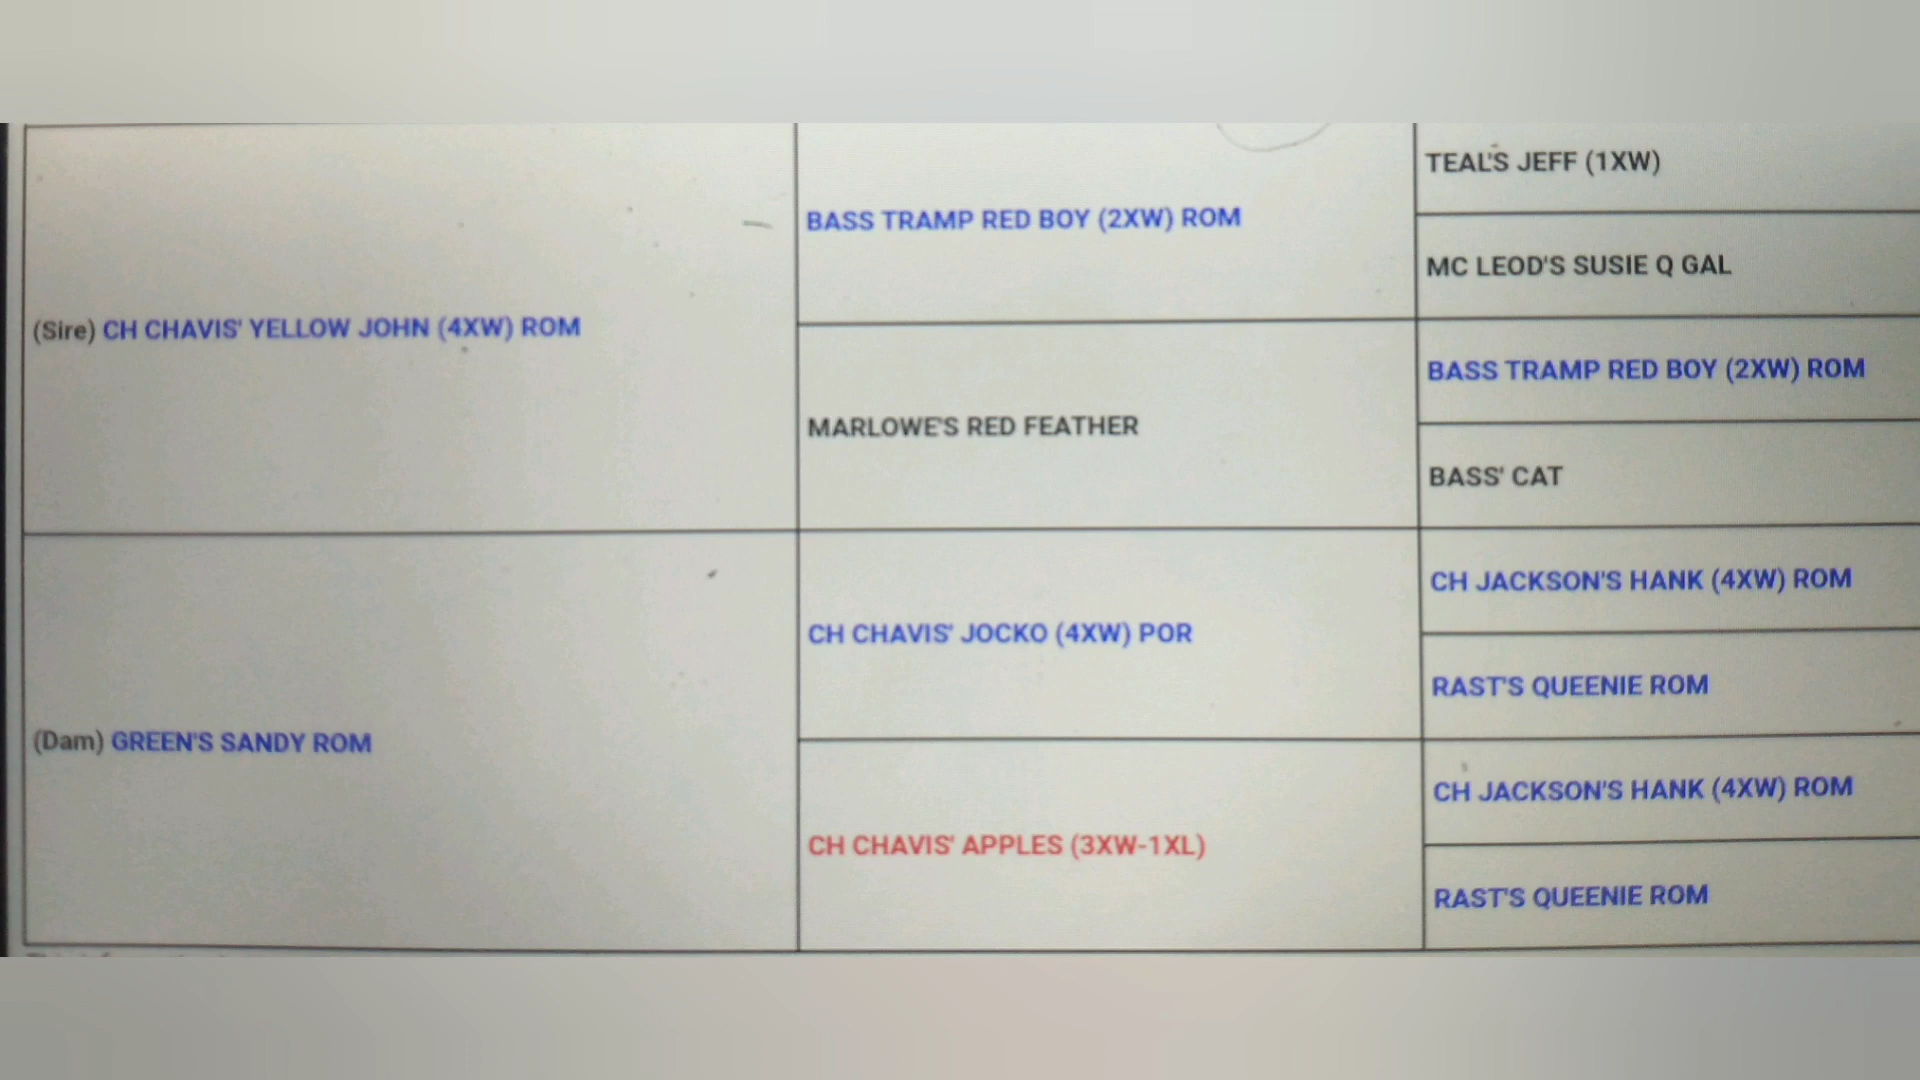 TEAL'S JEFF (1XW)
BASS TRAMP RED BOY (2XW) ROM
MC LEOD'S SUSIE Q GAL
(Sire) CH CHAVIS' YELLOW JOHN (4XW) ROM
BASS TRAMP RED BOY (2XW) ROM
MARLOWE'S RED FEATHER
BASS' CAT
CH JACKSON'S HANK (4XW) ROM
CH CHAVIS' JOCKO (4XW) POR
RAST'S QUEENIE ROM
(Dam) GREEN'S SANDY ROM
CH JACKSON'S HANK (4XW) ROM
CH CHAVIS' APPLES (3XW-1XL)
RAST'S QUEENIE ROM